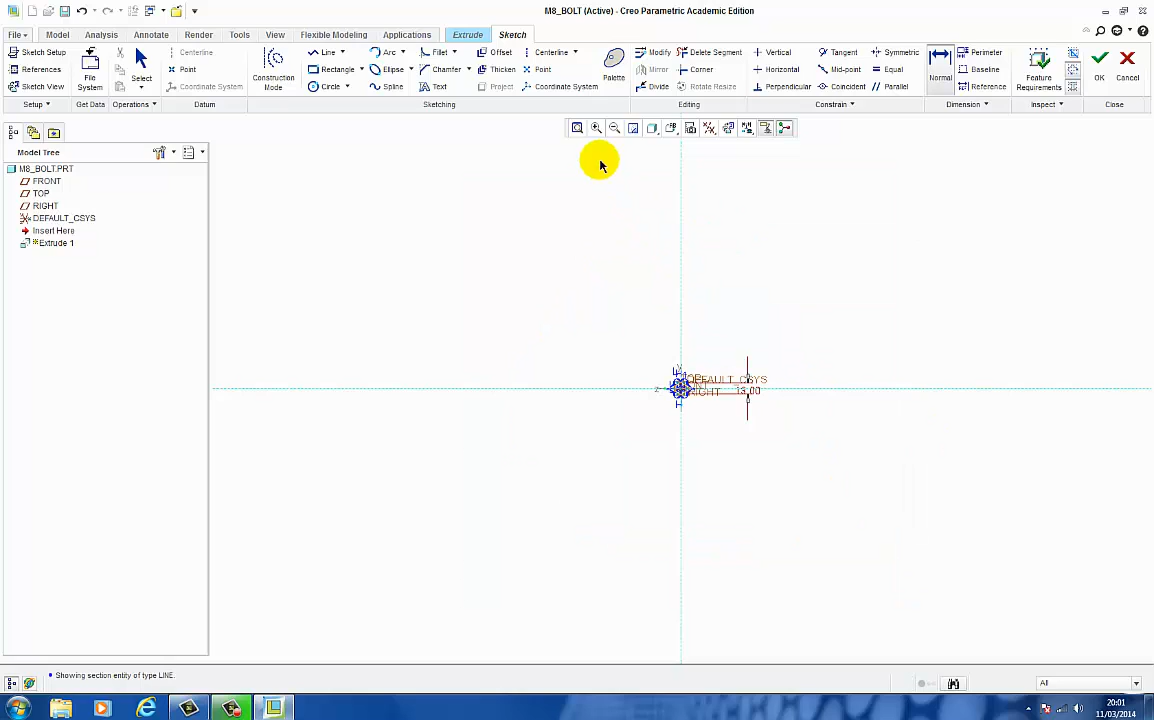 M8_BOLT (Active) - Creo Parametric Academic Edition
File Model Analysis Annotate Render Tools View Flexible Modeling Applications Extrude Sketch
Sketch Setup
References
Sketch View
Setup
File System
Get Data
Select
Operations
Centerline
Point
Coordinate System
Datum
Construction Mode
Line Arc Fillet Offset Centerline
Rectangle Ellipse Chamfer Thicken Point
Circle Spline Text Project Coordinate System
Palette
Sketching
Modify Delete Segment
Mirror Corner
Divide Rotate Resize
Editing
Vertical Tangent Symmetric
Horizontal Mid-point Equal
Perpendicular Coincident Parallel
Constrain
Normal
Perimeter
Baseline
Reference
Dimension
Feature Requirements
Inspect
OK Cancel
Close
Model Tree
M8_BOLT.PRT
FRONT
TOP
RIGHT
DEFAULT_CSYS
Insert Here
Extrude 1
DEFAULT_CSYS
RIGHT
13.00
H
Showing section entity of type LINE.
All
20:01
11/03/2014